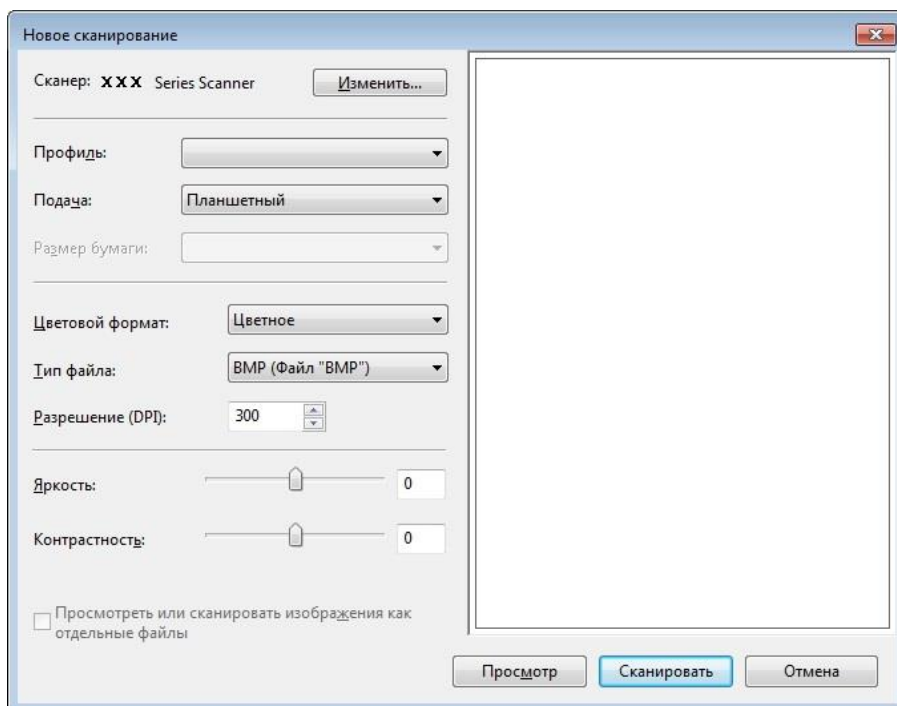 Новое сканирование
Сканер: XXX Series Scanner Изменить...
Профиль:
Подача: Планшетный
Размер бумаги:
Цветовой формат: Цветное
Тип файла: BMP (Файл "BMP")
Разрешение (DPI): 300
Яркость: 0
Контрастность: 0
Просмотреть или сканировать изображения как
отдельные файлы
Просмотр Сканировать Отмена